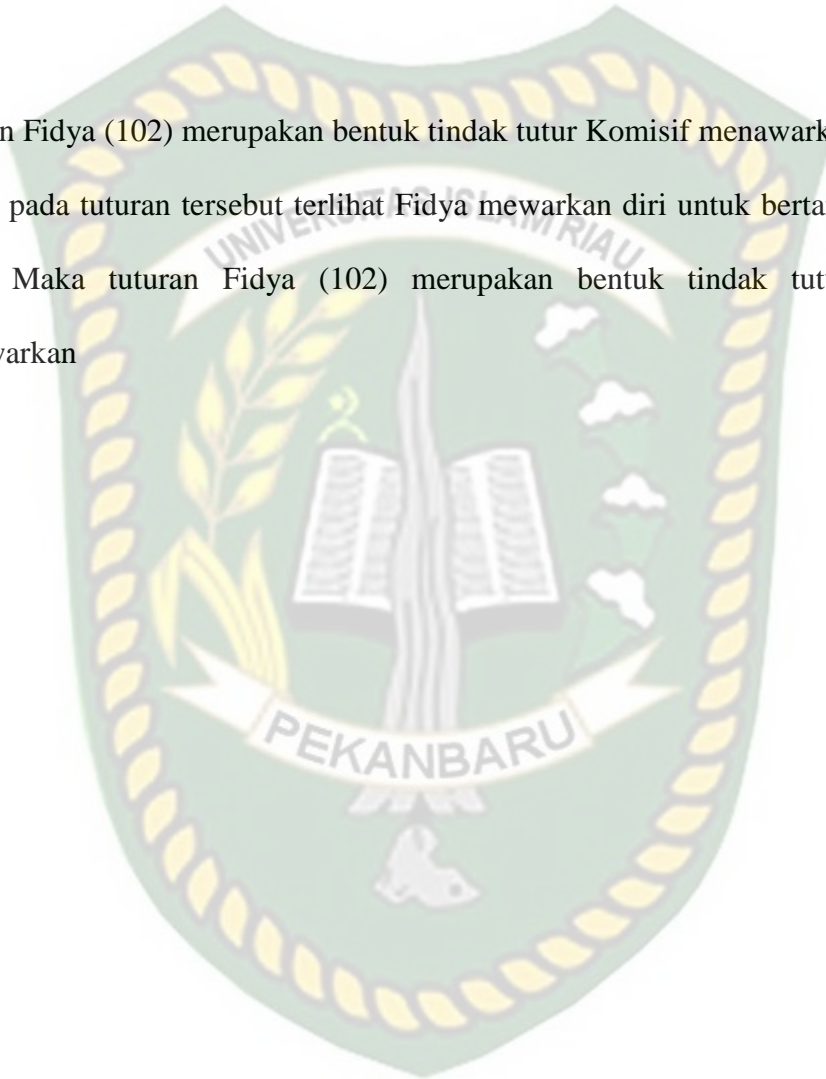 n Fidya (102) merupakan bentuk tindak tutur Komisif menawark
pada tuturan tersebut terlihat Fidya mewarkan diri untuk berta
UNIVERSITAS ISLAM RIAU
Maka tuturan Fidya (102) merupakan bentuk tindak tut
arkan
PEKANBARU